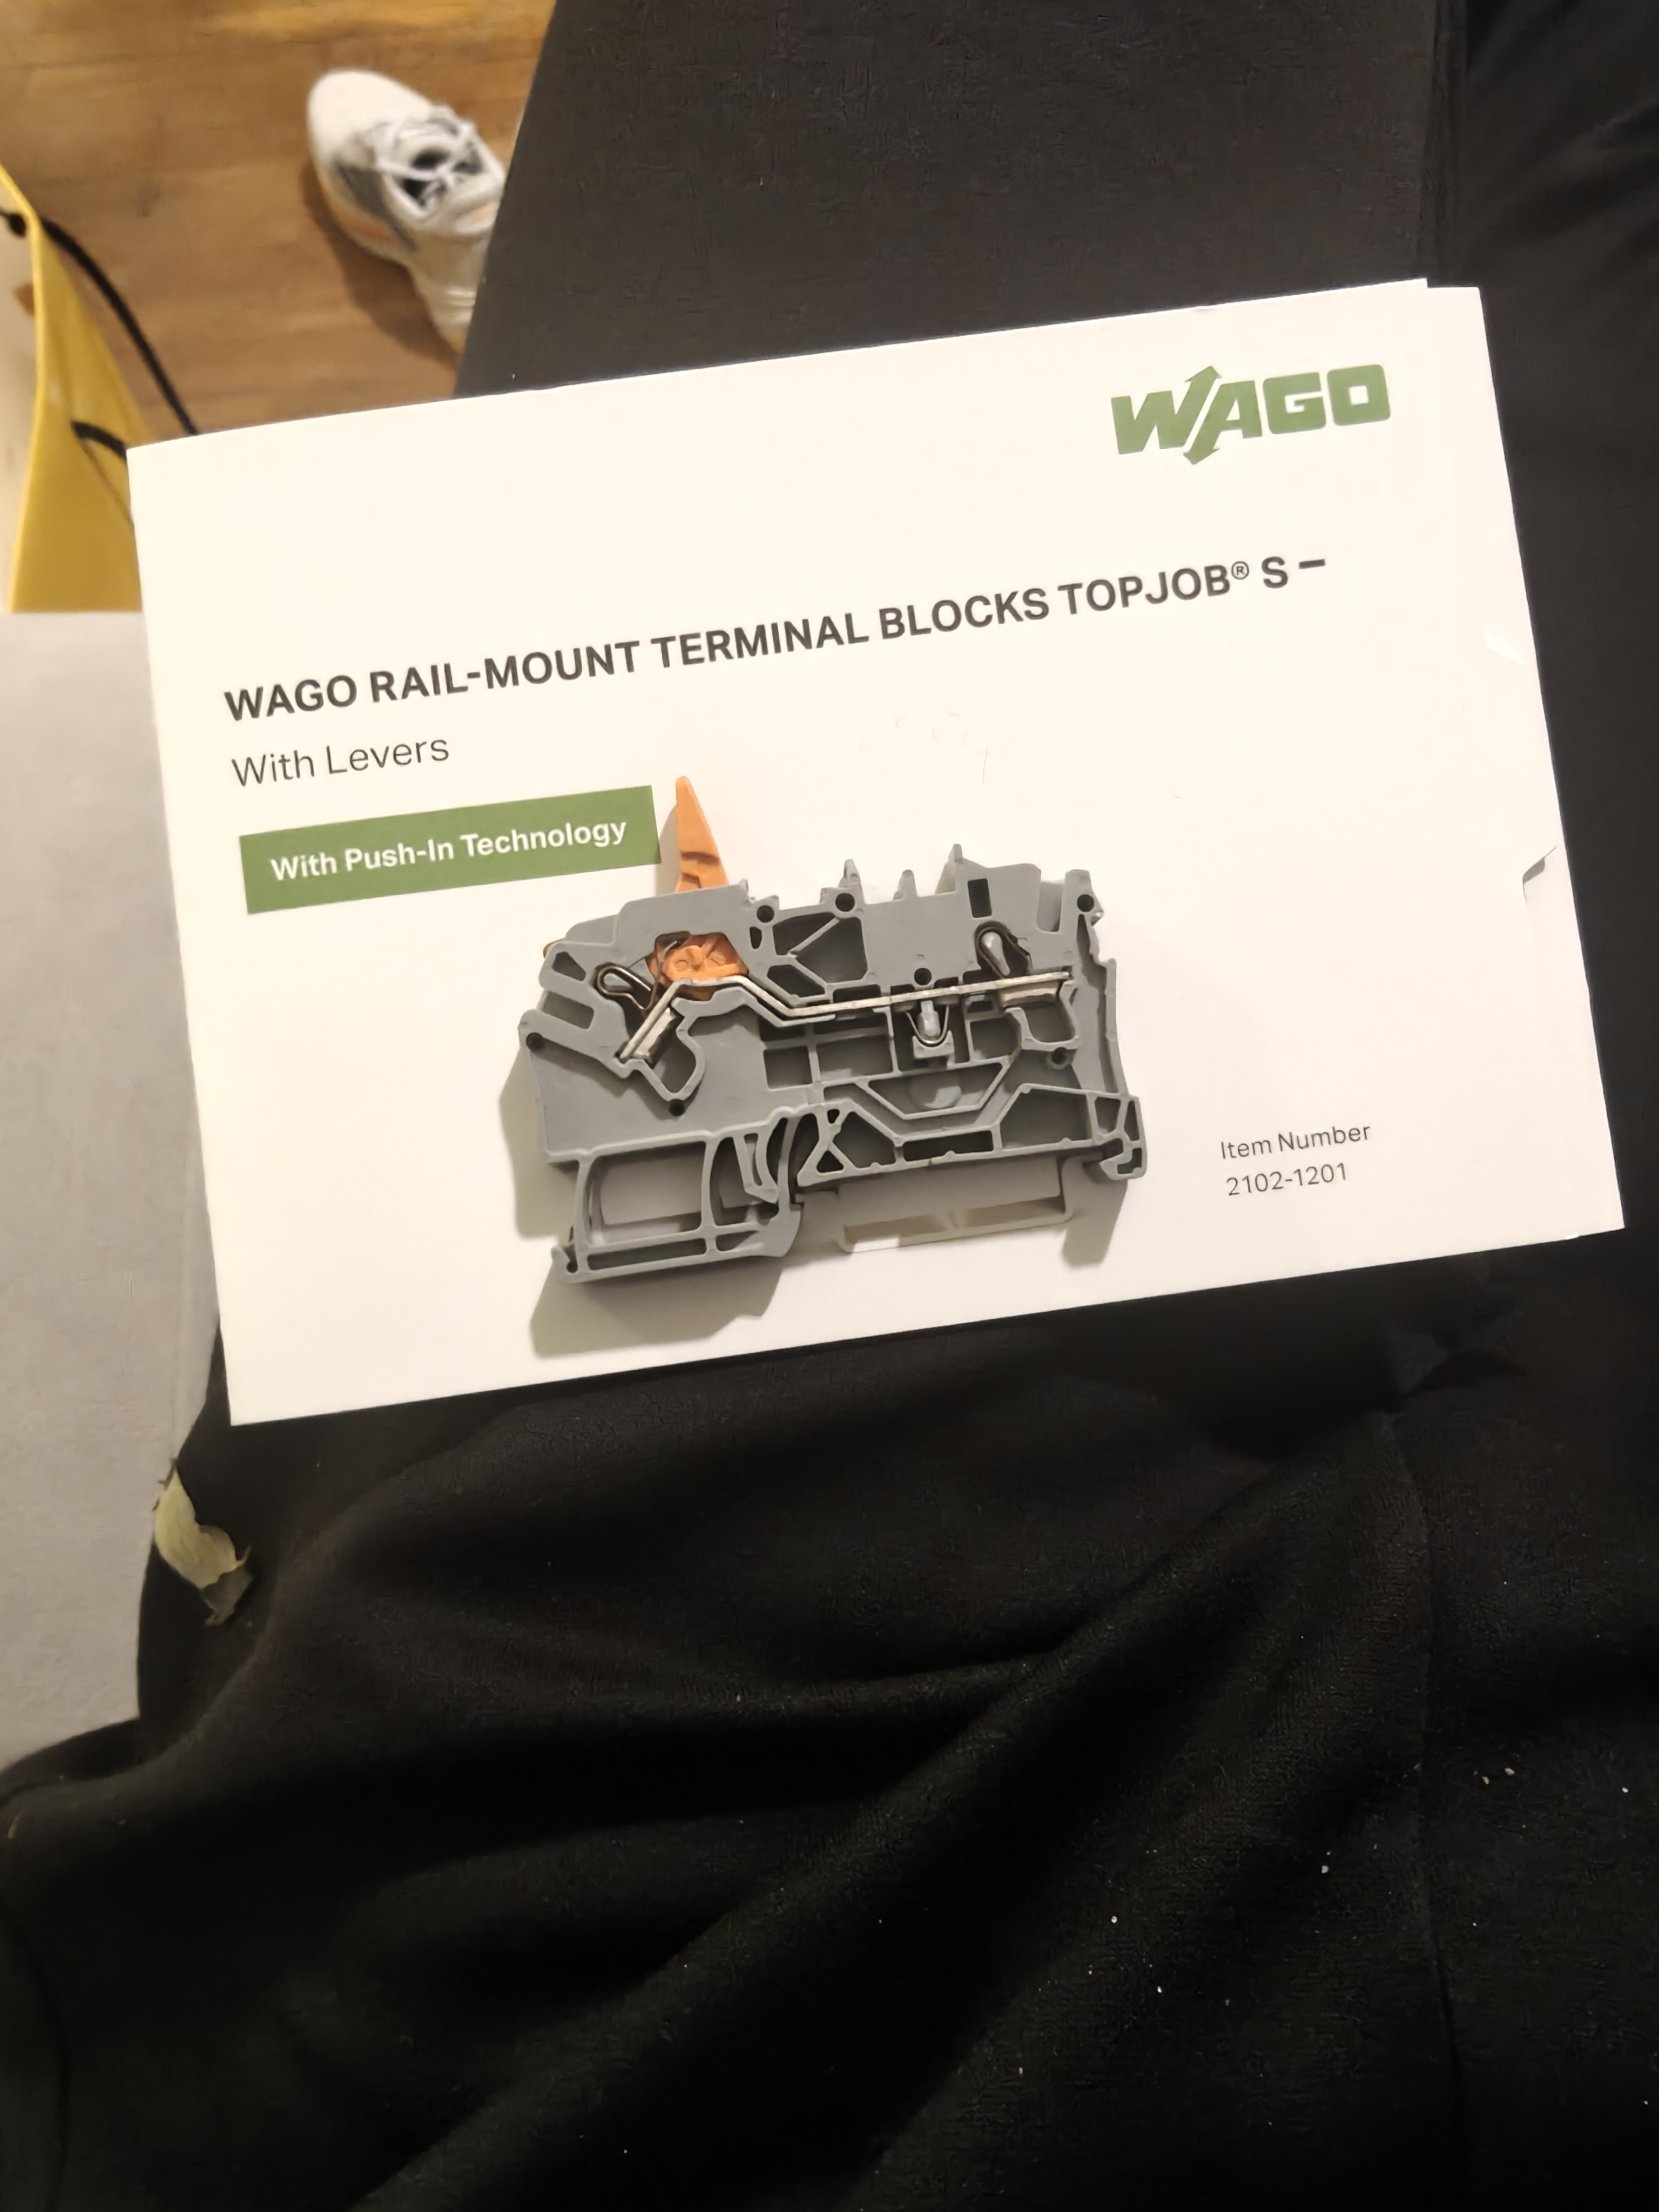 WAGO
WAGO RAIL-MOUNT TERMINAL BLOCKS TOPJOB® S –
With Levers
With Push-In Technology
Item Number
2102-1201